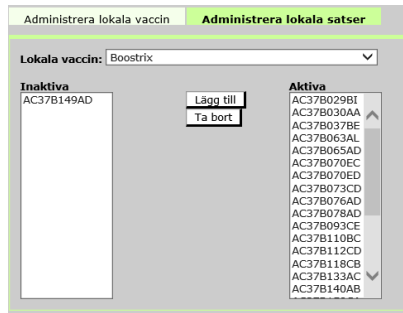 Administrera lokala vaccin
Administrera lokala satser
Lokala vaccin: Boostrix
Inaktiva
AC37B149AD
Lägg till
Ta bort
Aktiva
AC37B029BI
AC37B030AA
AC37B037BE
AC37B063AL
AC37B065AD
AC37B070EC
AC37B070ED
AC37B073CD
AC37B076AD
AC37B078AD
AC37B093CE
AC37B110BC
AC37B112CD
AC37B118CB
AC37B133AC
AC37B140AB